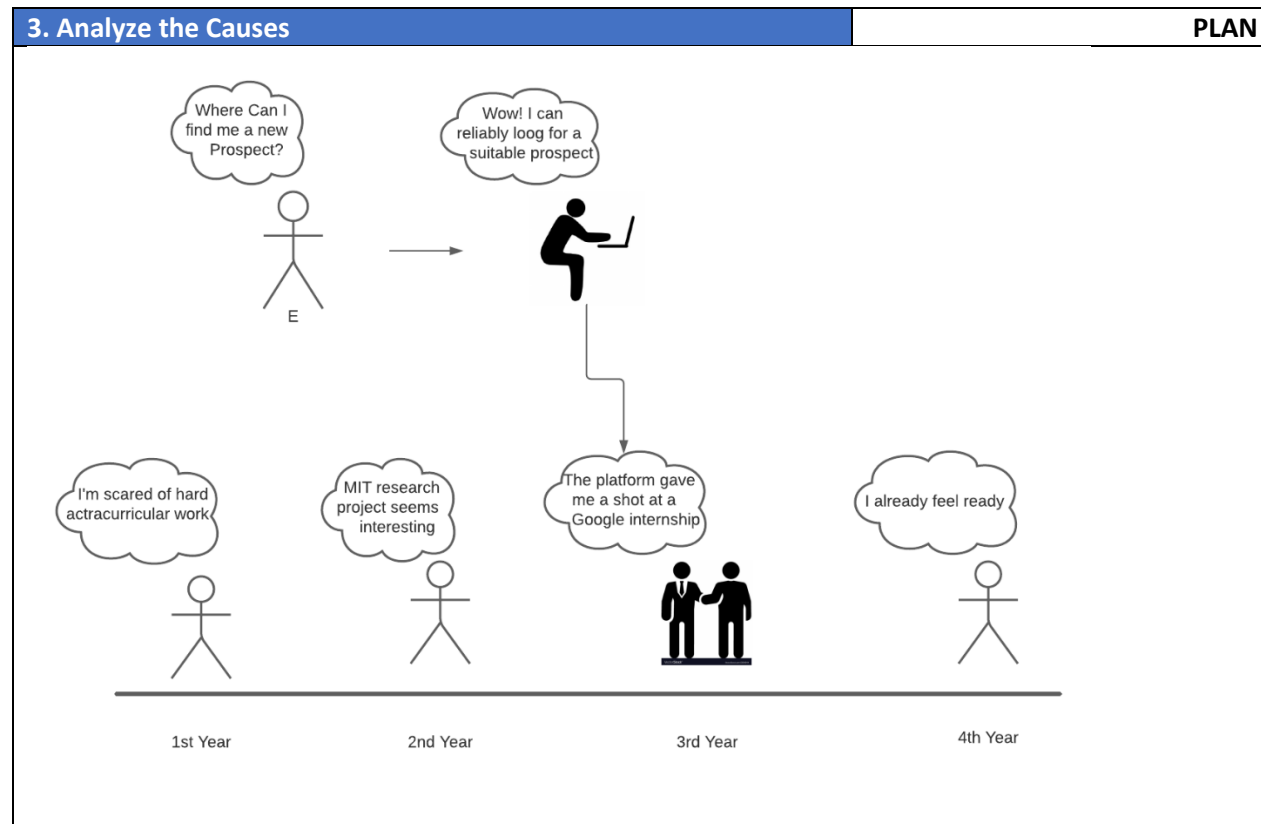 3. Analyze the Causes
PLAN
Where Can I
find me a new
Prospect?
Wow! I can
reliably loog for a
suitable prospect
E
I'm scared of hard
actracurricular work
MIT research
project seems
interesting
The platform gave
me a shot at a
Google internship
I already feel ready
1st Year
2nd Year
3rd Year
4th Year